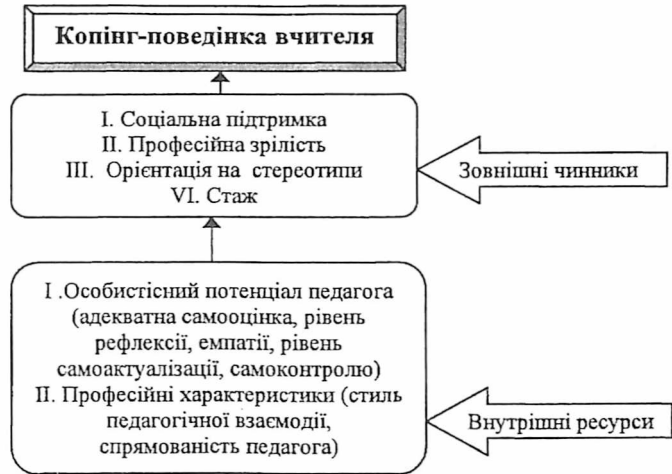 Копінг-поведінка вчителя
I. Соціальна підтримка
II. Професійна зрілість
III. Орієнтація на стереотипи
VI. Стаж
Зовнішні чинники
I .Особистісний потенціал педагога
(адекватна самооцінка, рівень
рефлексії, емпатії, рівень
самоактуалізації, самоконтролю)
II. Професійні характеристики (стиль
педагогічної взаємодії,
спрямованість педагога)
Внутрішні ресурси